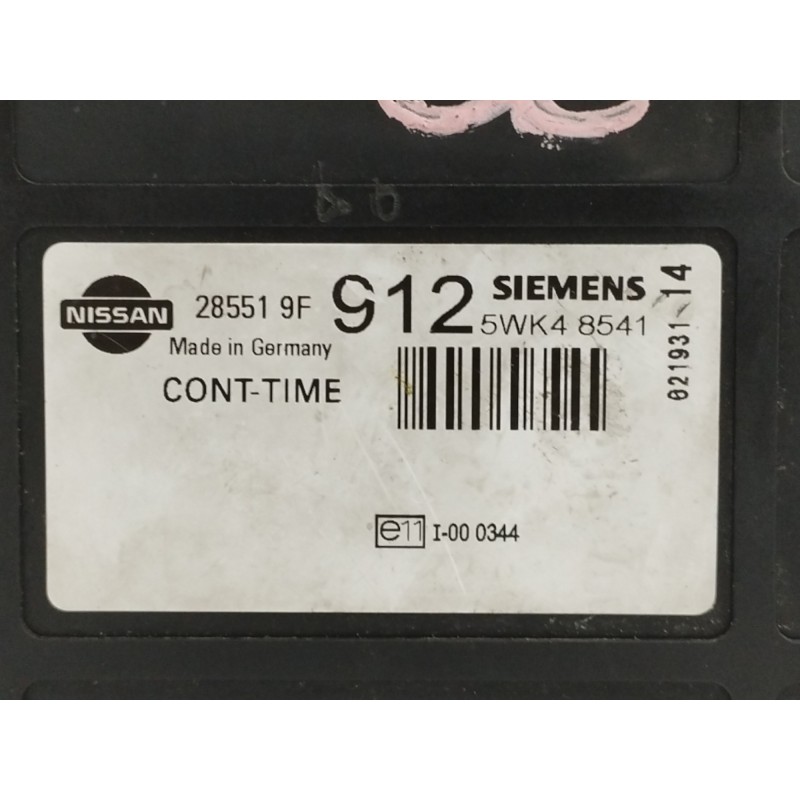 NISSAN
28551 9F 912
Made in Germany
CONT-TIME
SIEMENS
5WK4 8541
021931 14
e11 I-00 0344